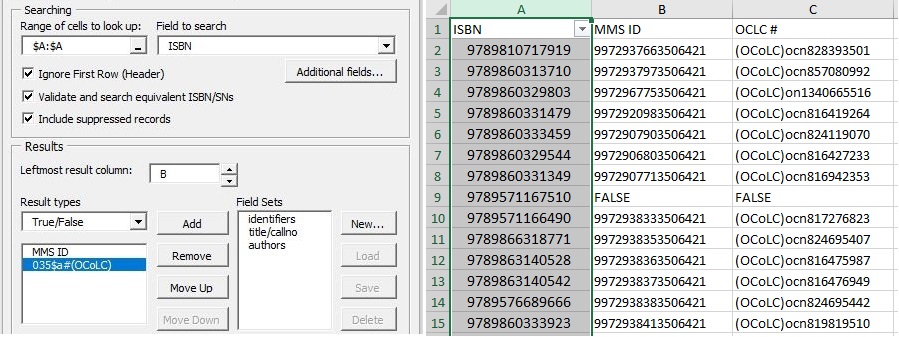 Searching
Range of cells to look up: Field to search
$A:$A ISBN
Ignore First Row (Header)
Additional fields...
Validate and search equivalent ISBN/SNs
Include suppressed records
Results
Leftmost result column: B
Result types Field Sets
True/False Add identifiers New...
title/callno
authors
MMS ID Remove Load
035$a#(OCoLC)
Move Up Save
Move Down Delete
A B C
1 ISBN MMS ID OCLC #
2 9789810717919 9972937663506421 (OCoLC)ocn828393501
3 9789860313710 9972937973506421 (OCoLC)ocn857080992
4 9789860329803 9972967753506421 (OCoLC)on1340665516
5 9789860331479 9972920983506421 (OCoLC)ocn816419264
6 9789860333459 9972907903506421 (OCoLC)ocn824119070
7 9789860329544 9972906803506421 (OCoLC)ocn816427233
8 9789860331349 9972907713506421 (OCoLC)ocn816942353
9 9789571167510 FALSE FALSE
10 9789571166490 9972938333506421 (OCoLC)ocn817276823
11 9789866318771 9972938353506421 (OCoLC)ocn824695407
12 9789863140528 9972938363506421 (OCoLC)ocn816475987
13 9789863140542 9972938373506421 (OCoLC)ocn816476949
14 9789576689666 9972938383506421 (OCoLC)ocn824695442
15 9789860333923 9972938413506421 (OCoLC)ocn819819510